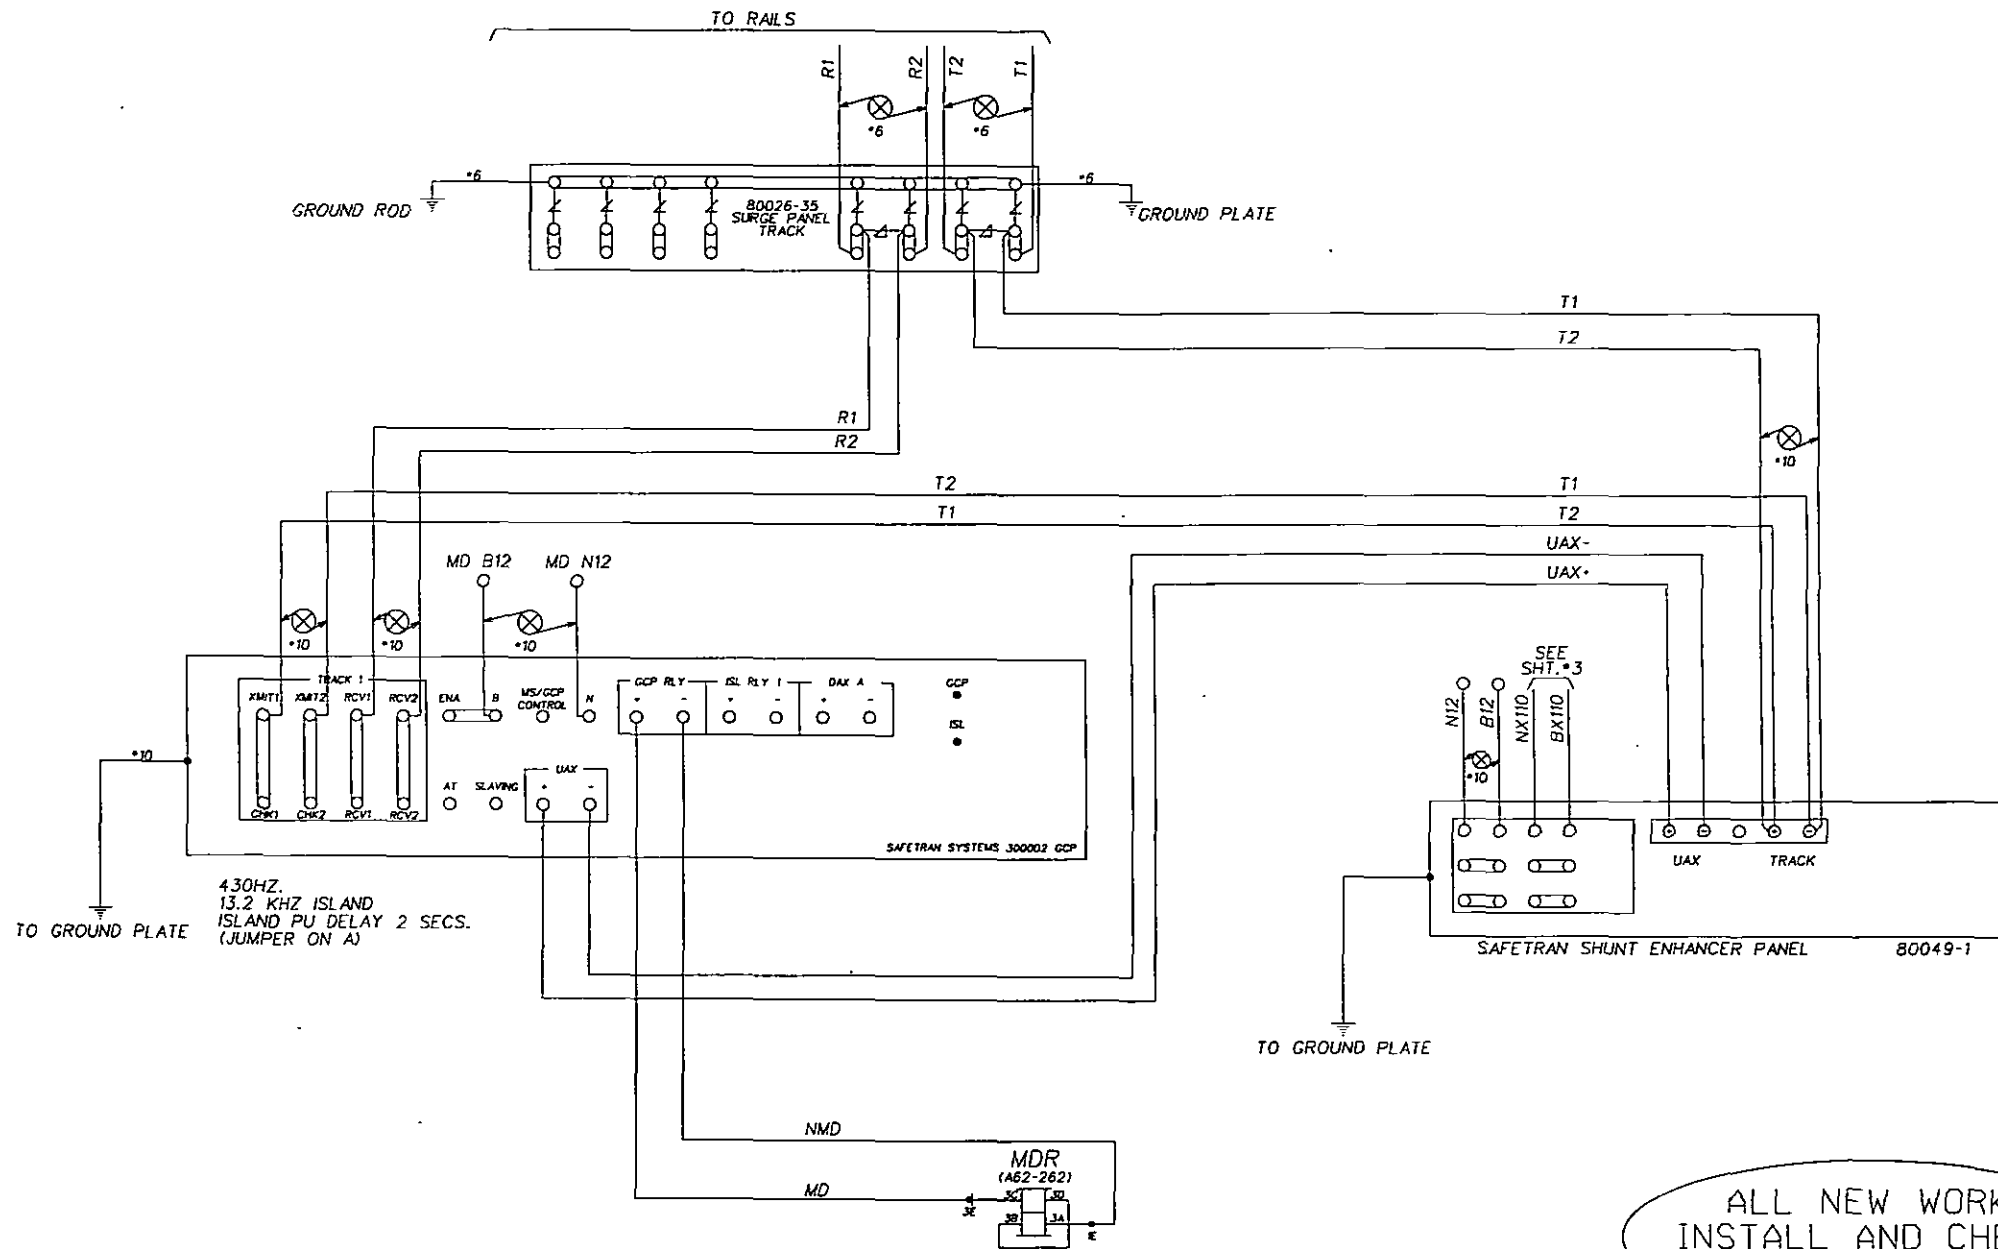 TO RAILS
R1
R2
T2
T1
•6
•6
•6
•6
GROUND ROD
80026-35
SURGE PANEL
TRACK
GROUND PLATE
T1
T2
R1
R2
•10
T2
T1
T1
T2
UAX-
UAX+
MD B12
MD N12
•10
•10
•10
SEE
SHT.•3
N12
B12
NX110
BX110
•10
TRACK 1
XMIT1
XMIT2
RCV1
RCV2
ENA
B
MS/GCP
CONTROL
N
GCP RLY
+
-
ISL RLY 1
+
-
DAX A
+
-
GCP
ISL
•10
AT
SLAVING
UAX
+
-
CHK1
CHK2
RCV1
RCV2
SAFETRAN SYSTEMS 300002 GCP
UAX
TRACK
430HZ.
13.2 KHZ ISLAND
ISLAND PU DELAY 2 SECS.
(JUMPER ON A)
TO GROUND PLATE
SAFETRAN SHUNT ENHANCER PANEL
80049-1
TO GROUND PLATE
NMD
MDR
(A62-262)
MD
3C
3D
3E
3B
3A
ALL NEW WORK
INSTALL AND CHE